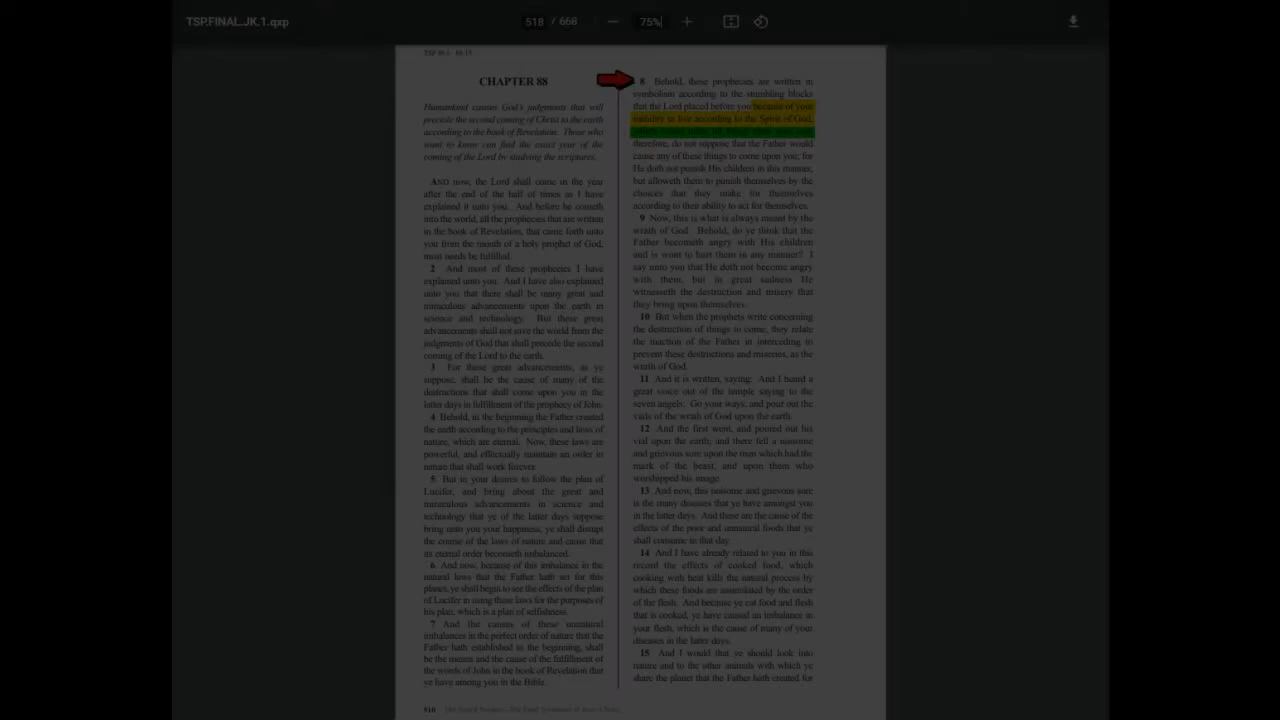 TSP.FINAL.JK.1.qxp
518 / 668
75%
CHAPTER 88
Humankind causes God's judgments that will
precede the second coming of Christ to the earth
according to the book of Revelation. Those who
want to know can find the exact year of the
coming of the Lord by studying the scriptures.
AND now, the Lord shall come in the year
after the end of the half of times as I have
explained it unto you. And before he cometh
into the world, all the prophecies that are written
in the book of Revelation, that came forth unto
you from the mouth of a holy prophet of God,
must needs be fulfilled.
2 And most of these prophecies I have
explained unto you. And I have also explained
unto you that there shall be many great and
miraculous advancements upon the earth in
science and technology. But these great
advancements shall not save the world from the
judgments of God that shall precede the second
coming of the Lord to the earth.
3 For these great advancements, as ye
suppose, shall be the cause of many of the
destructions that shall come upon you in the
latter days in fulfillment of the prophecy of John.
4 Behold, in the beginning the Father created
the earth according to the principles and laws of
nature, which are eternal. Now, these laws are
powerful, and effectually maintain an order in
nature that shall work forever.
5 But in your desires to follow the plan of
Lucifer, and bring about the great and
miraculous advancements in science and
technology that ye of the latter days suppose
bring unto you your happiness, ye shall disrupt
the course of the laws of nature and cause that
its eternal order becometh imbalanced.
6 And now, because of this imbalance in the
natural laws that the Father hath set for this
planet, ye shall begin to see the effects of the plan
of Lucifer in using these laws for the purposes of
his plan, which is a plan of selfishness.
7 And the causes of these unnatural
imbalances in the perfect order of nature that the
Father hath established in the beginning, shall
be the means and the cause of the fulfillment of
the words of John in the book of Revelation that
ye have among you in the Bible.
8 Behold, these prophecies are written in
symbolism according to the stumbling blocks
that the Lord placed before you because of your
inability to live according to the Spirit of God,
therefore, do not suppose that the Father would
cause any of these things to come upon you; for
He doth not punish His children in this manner,
but alloweth them to punish themselves by the
choices that they make for themselves
according to their ability to act for themselves.
9 Now, this is what is always meant by the
wrath of God. Behold, do ye think that the
Father becometh angry with His children
and is wont to hurt them in any manner? I
say unto you that He doth not become angry
with them, but in great sadness He
witnesseth the destruction and misery that
they bring upon themselves.
10 But when the prophets write concerning
the destruction of things to come, they relate
the inaction of the Father in interceding to
prevent these destructions and miseries, as the
wrath of God.
11 And it is written, saying: And I heard a
great voice out of the temple saying to the
seven angels: Go your ways, and pour out the
vials of the wrath of God upon the earth.
12 And the first went, and poured out his
vial upon the earth; and there fell a noisome
and grievous sore upon the men which had the
mark of the beast, and upon them who
worshipped his image.
13 And now, this noisome and grievous sore
is the many diseases that ye have amongst you
in the latter days. And these are the cause of the
effects of the poor and unnatural foods that ye
shall consume in that day.
14 And I have already related to you in this
record the effects of cooked food, which
cooking with heat kills the natural process by
which these foods are assimilated by the order
of the flesh. And because ye eat food and flesh
that is cooked, ye have caused an imbalance in
your flesh, which is the cause of many of your
diseases in the latter days.
15 And I would that ye should look into
nature and to the other animals with which ye
share the planet that the Father hath created for
510